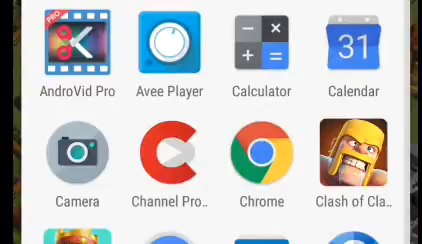 PRO
31
AndroVid Pro
Avee Player
Calculator
Calendar
Camera
Channel Pro..
Chrome
Clash of Cla..